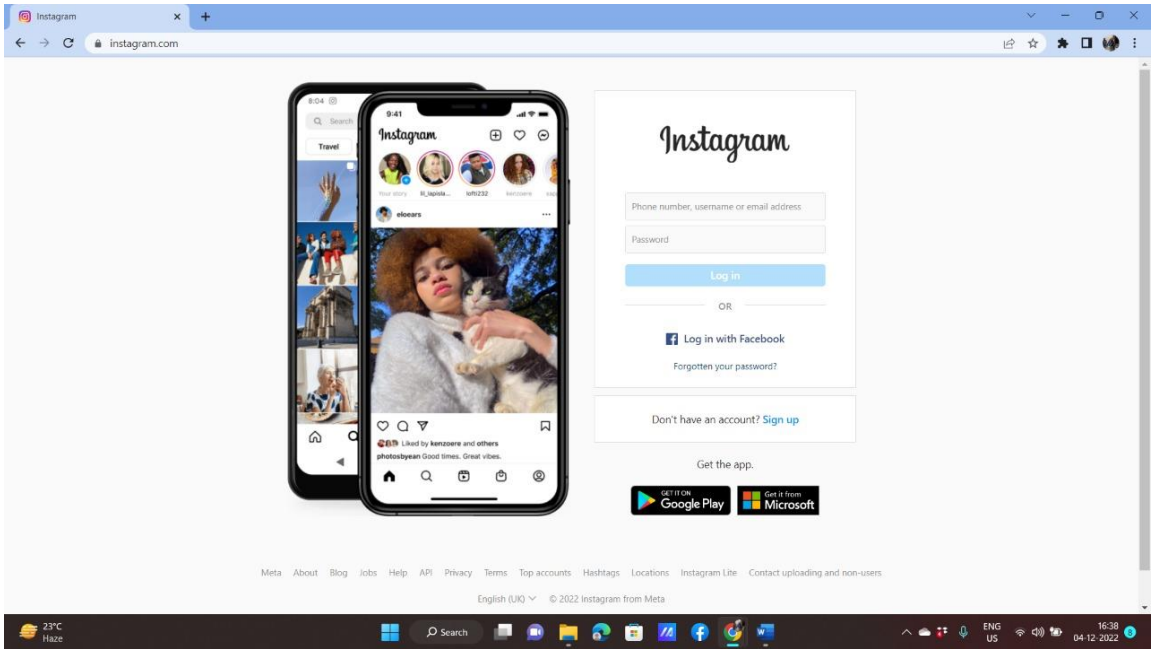 Instagram
instagram.com
8:04
Search
Travel
9:41
Instagram
Your story lil_lapisla... lofti232 kenzoere
eloears
Liked by kenzoere and others
photosbyean Good times. Great vibes.
Instagram
Phone number, username or email address
Password
Log in
OR
Log in with Facebook
Forgotten your password?
Don't have an account? Sign up
Get the app.
GET IT ON
Google Play
Get it from
Microsoft
Meta About Blog Jobs Help API Privacy Terms Top accounts Hashtags Locations Instagram Lite Contact uploading and non-users
English (UK) © 2022 Instagram from Meta
23°C
Haze
Search
ENG
US
16:38
04-12-2022
8